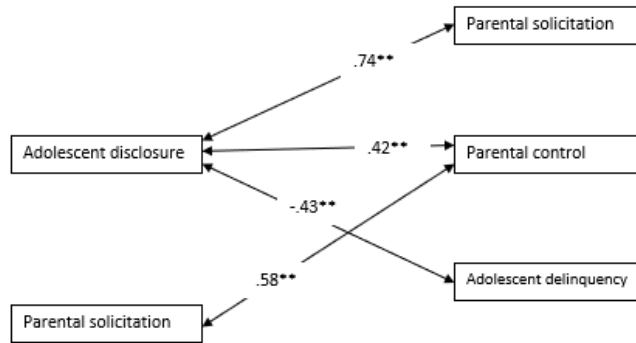 Parental solicitation
.74**
Adolescent disclosure
.42**
Parental control
-.43**
.58**
Adolescent delinquency
Parental solicitation